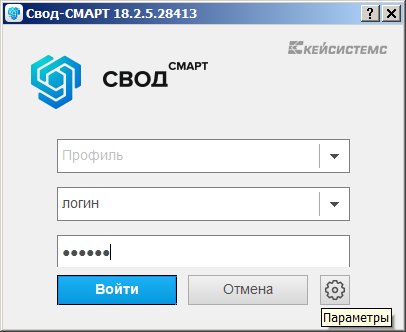 Свод-СМАРТ 18.2.5.28413
КЕЙСИСТЕМС
СВОД СМАРТ
Профиль
логин
●●●●●●
Войти
Отмена
Параметры